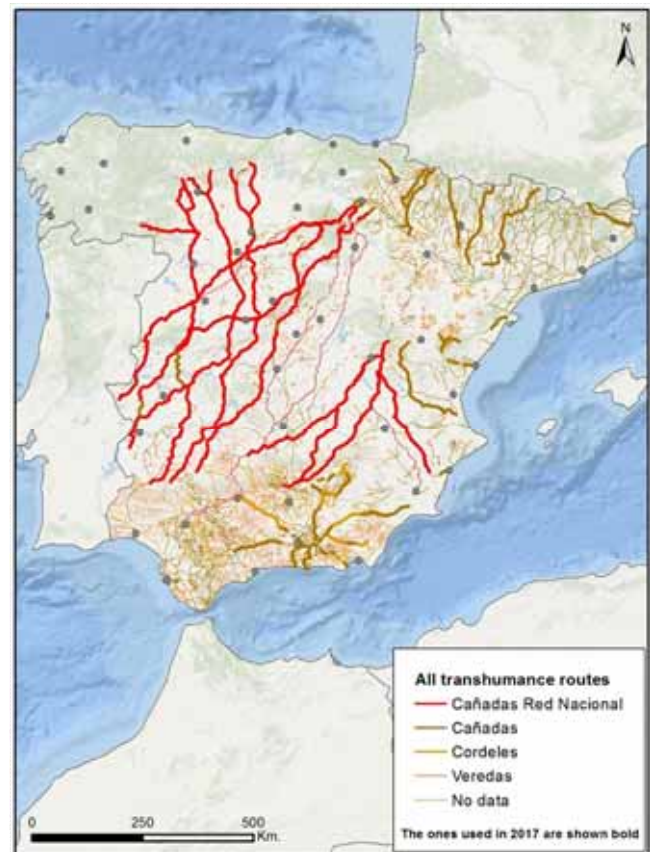 N
All transhumance routes
Cañadas Red Nacional
Cañadas
Cordeles
Veredas
No data
The ones used in 2017 are shown bold
0 250 500
Km.